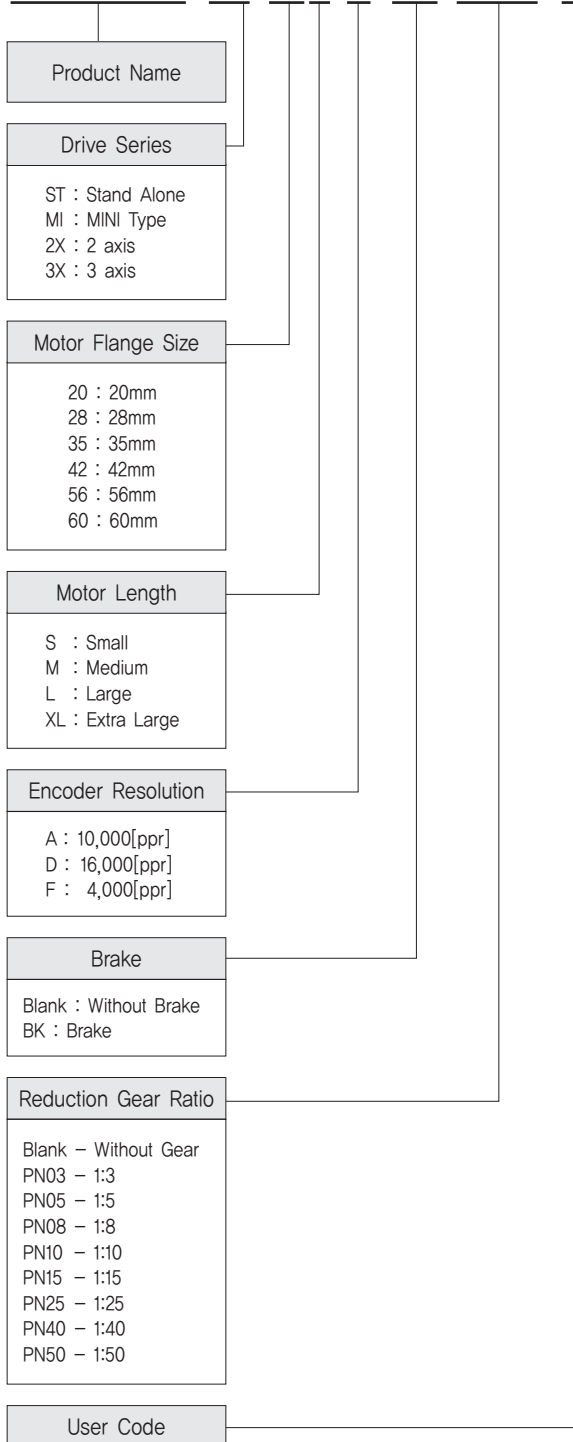 Product Name
Drive Series
ST : Stand Alone
MI : MINI Type
2X : 2 axis
3X : 3 axis
Motor Flange Size
20 : 20mm
28 : 28mm
35 : 35mm
42 : 42mm
56 : 56mm
60 : 60mm
Motor Length
S : Small
M : Medium
L : Large
XL : Extra Large
Encoder Resolution
A : 10,000[ppr]
D : 16,000[ppr]
F : 4,000[ppr]
Brake
Blank : Without Brake
BK : Brake
Reduction Gear Ratio
Blank – Without Gear
PN03 – 1:3
PN05 – 1:5
PN08 – 1:8
PN10 – 1:10
PN15 – 1:15
PN25 – 1:25
PN40 – 1:40
PN50 – 1:50
User Code